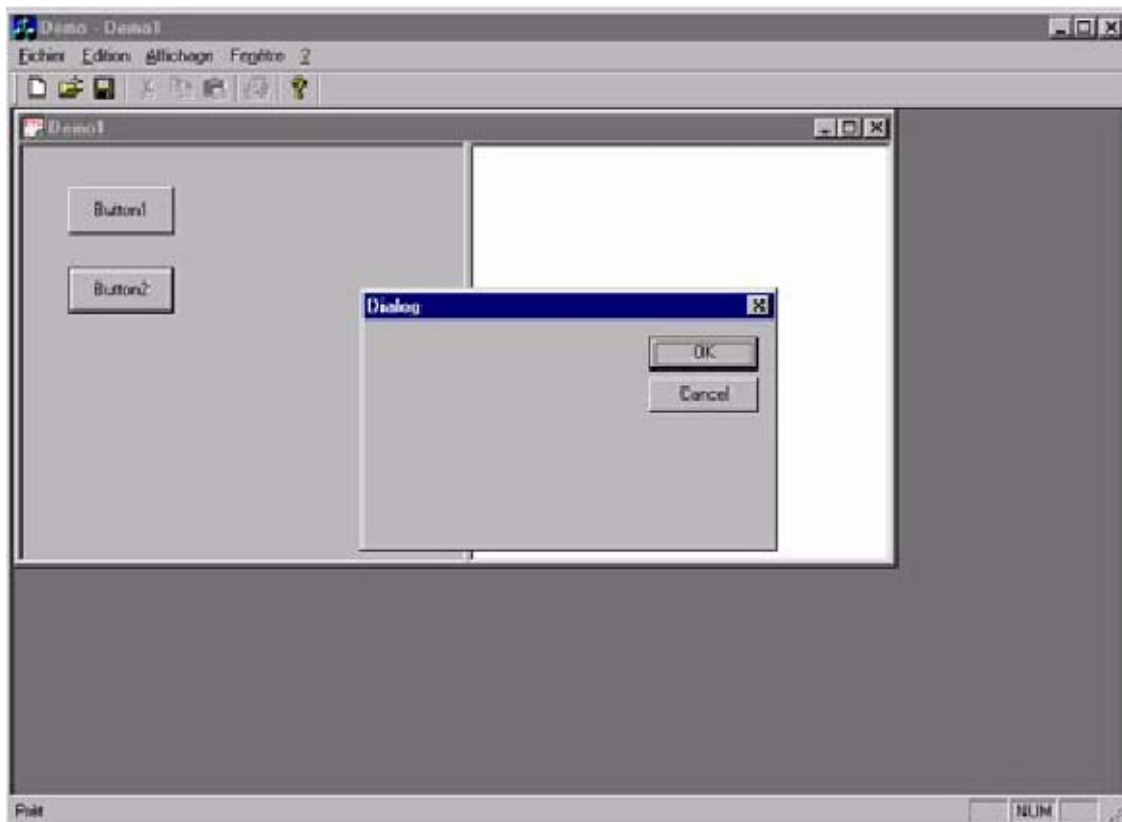 Demo - Demo1
Fichier Edition Affichage Fenêtre ?
Demo1
Button1
Button2
Dialog
OK
Cancel
Prêt
NUM